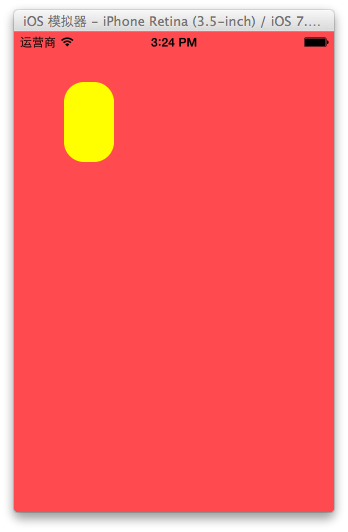 iOS 模拟器 – iPhone Retina (3.5-inch) / iOS 7....
运营商 3:24 PM